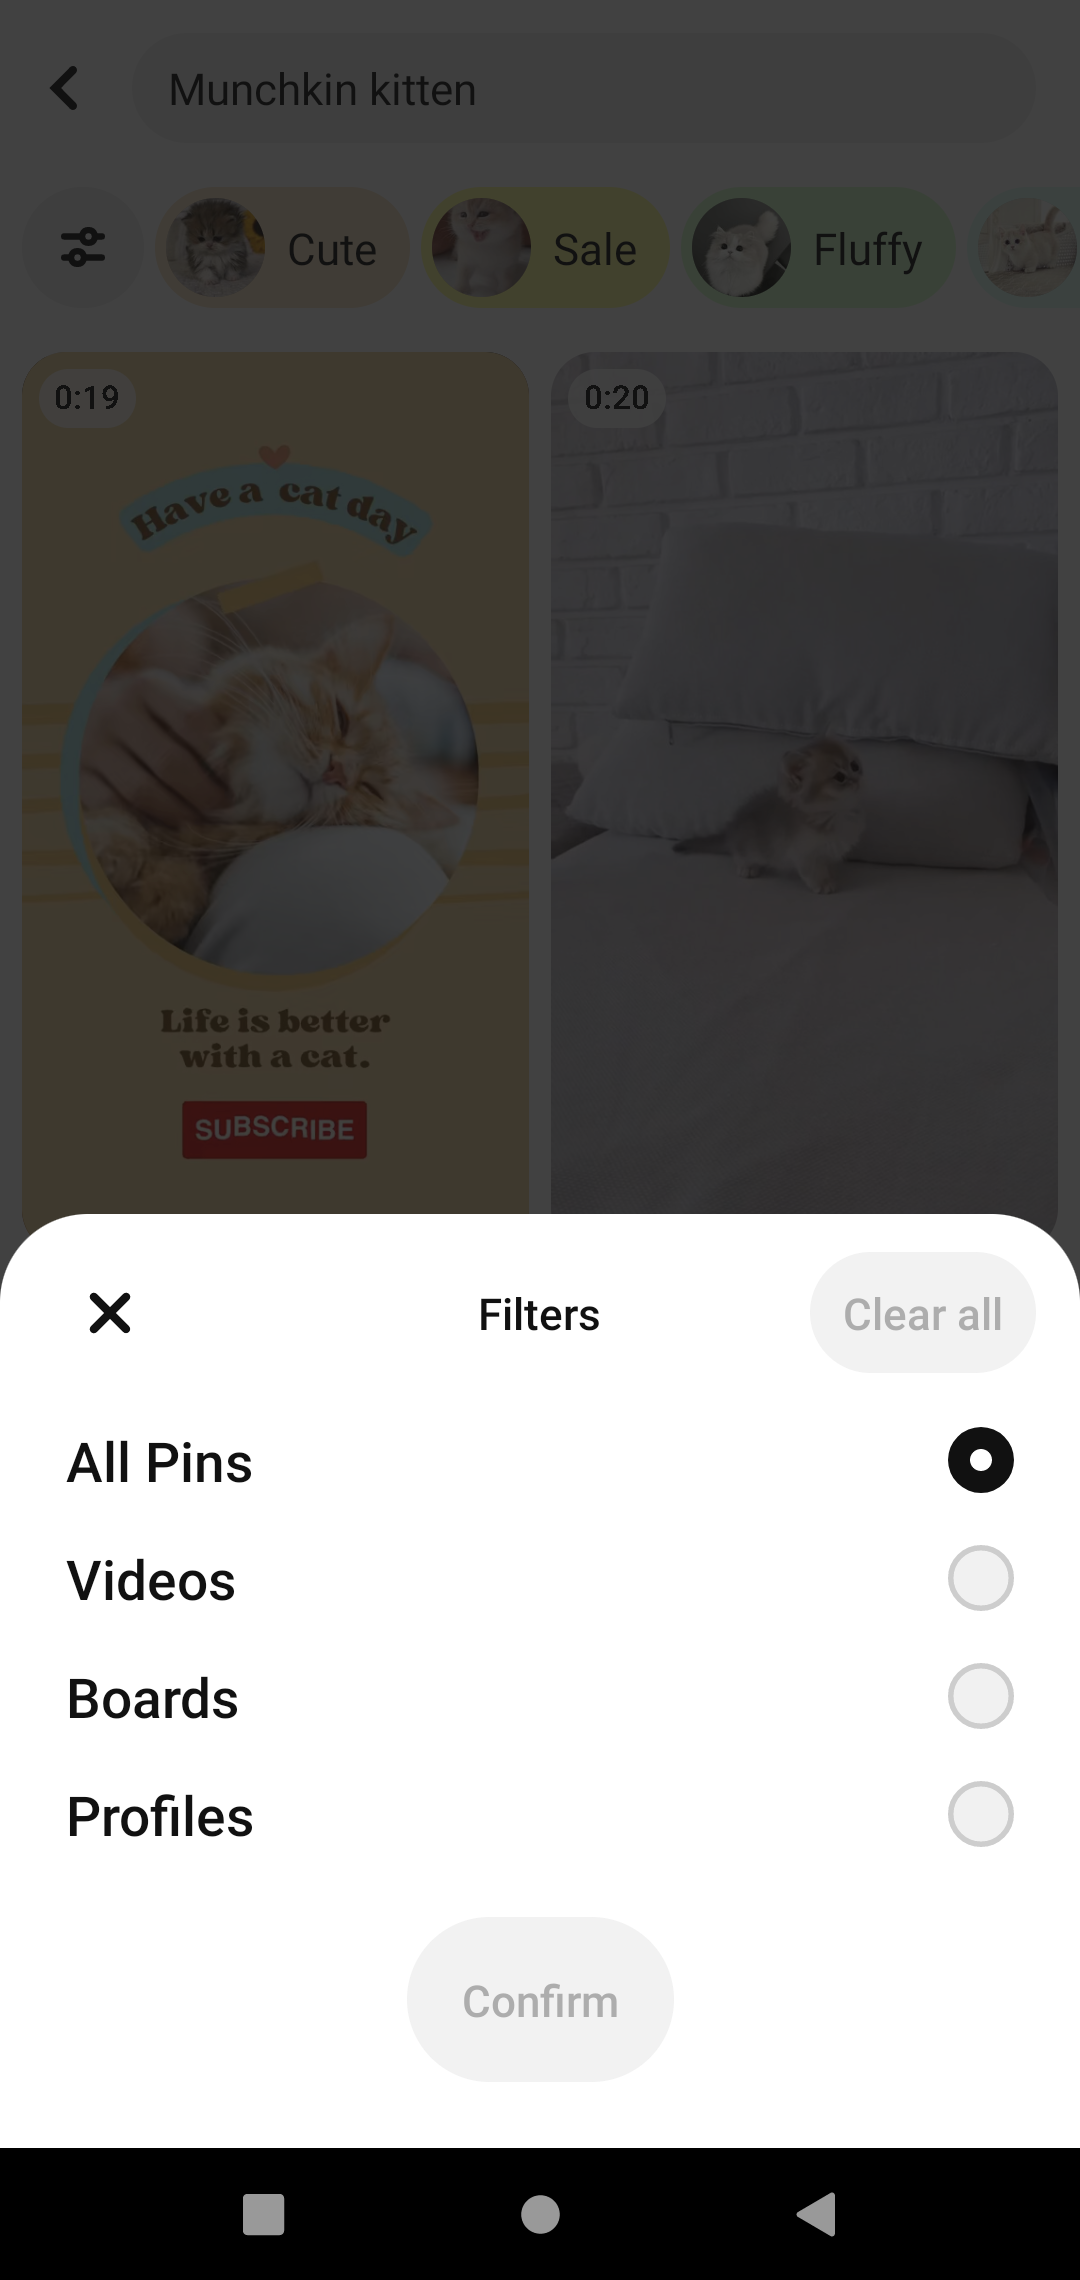 Munchkin kitten
Cute
Sale
Fluffy
0:19
0:20
Have a cat day
Life is better
with a cat.
SUBSCRIBE
Filters
Clear all
All Pins
Videos
Boards
Profiles
Confirm